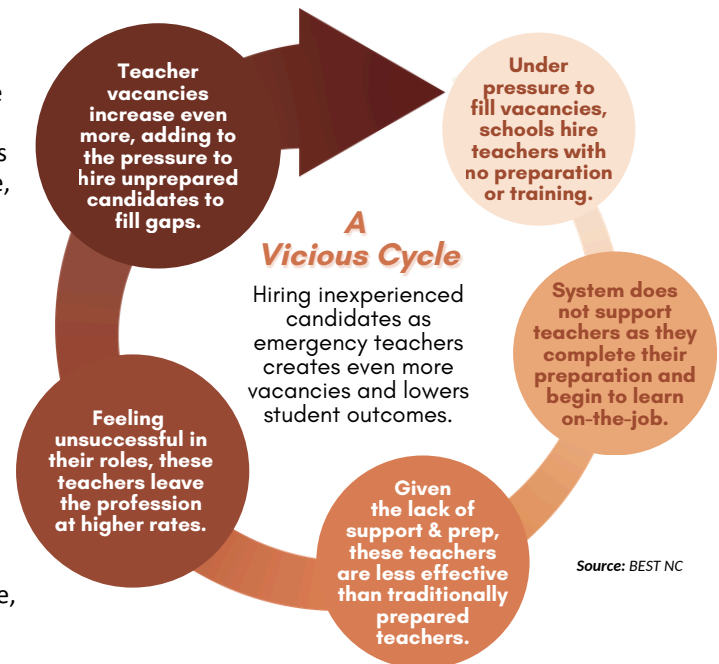 Under
pressure to
fill vacancies,
schools hire
teachers with
no preparation
or training.
System does
not support
teachers as they
complete their
preparation and
begin to learn
on-the-job.
Given
the lack of
support & prep,
these teachers
are less effective
than traditionally
prepared
teachers.
Feeling
unsuccessful in
their roles, these
teachers leave
the profession
at higher rates.
Teacher
vacancies
increase even
more, adding to
the pressure to
hire unprepared
candidates to
fill gaps.
A
Vicious Cycle
Hiring inexperienced
candidates as
emergency teachers
creates even more
vacancies and lowers
student outcomes.
Source: BEST NC